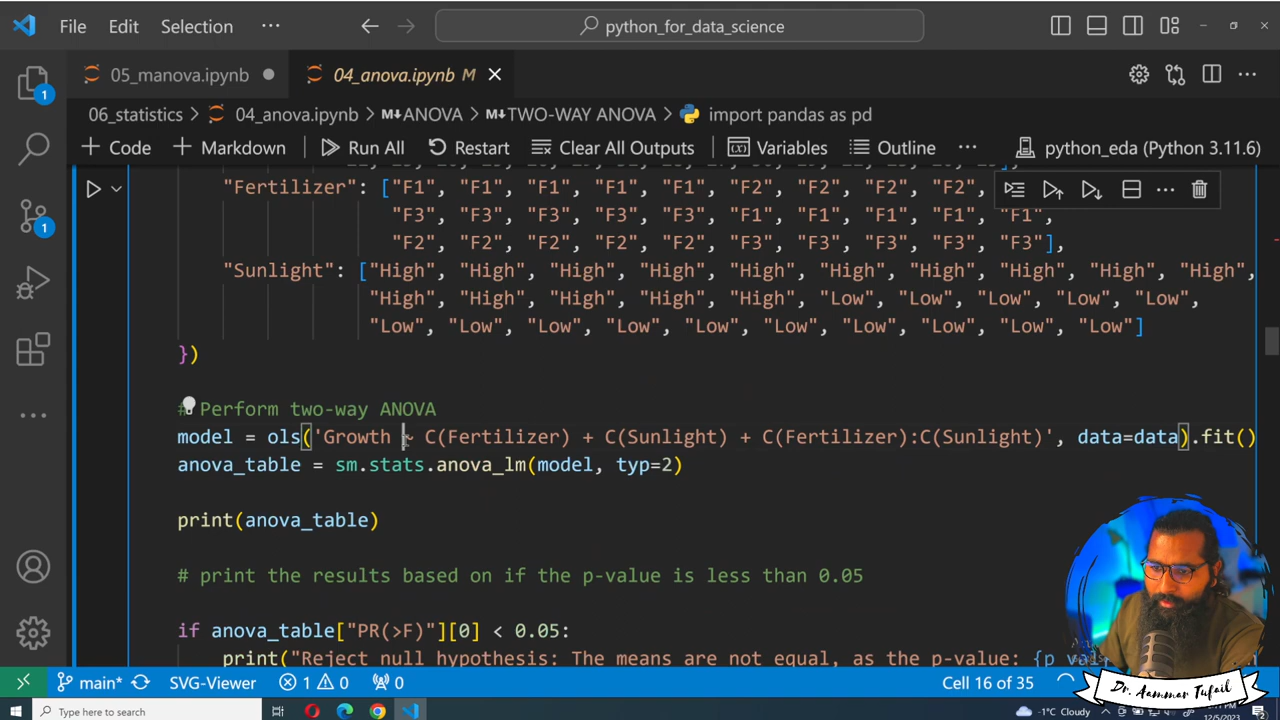 File Edit Selection ··· python_for_data_science
05_manova.ipynb 04_anova.ipynb M
06_statistics > 04_anova.ipynb > ANOVA > TWO-WAY ANOVA > import pandas as pd
+ Code + Markdown Run All Restart Clear All Outputs Variables Outline ··· python_eda (Python 3.11.6)
"Fertilizer": ["F1", "F1", "F1", "F1", "F1", "F2", "F2", "F2", "F2",
"F3", "F3", "F3", "F3", "F3", "F1", "F1", "F1", "F1", "F1",
"F2", "F2", "F2", "F2", "F2", "F3", "F3", "F3", "F3", "F3"],
"Sunlight": ["High", "High", "High", "High", "High", "High", "High", "High", "High", "High", "High",
"High", "High", "High", "High", "Low", "Low", "Low", "Low", "Low",
"Low", "Low", "Low", "Low", "Low", "Low", "Low", "Low", "Low", "Low"]
})
# Perform two-way ANOVA
model = ols('Growth ~ C(Fertilizer) + C(Sunlight) + C(Fertilizer):C(Sunlight)', data=data).fit()
anova_table = sm.stats.anova_lm(model, typ=2)
print(anova_table)
# print the results based on if the p-value is less than 0.05
if anova_table["PR(>F)"][0] < 0.05:
print("Reject null hypothesis: The means are not equal, as the p-value: {p
main* SVG-Viewer 1 0 0 Cell 16 of 35
Dr. Aammar Tufail
Type here to search -1°C Cloudy 12/5/2023